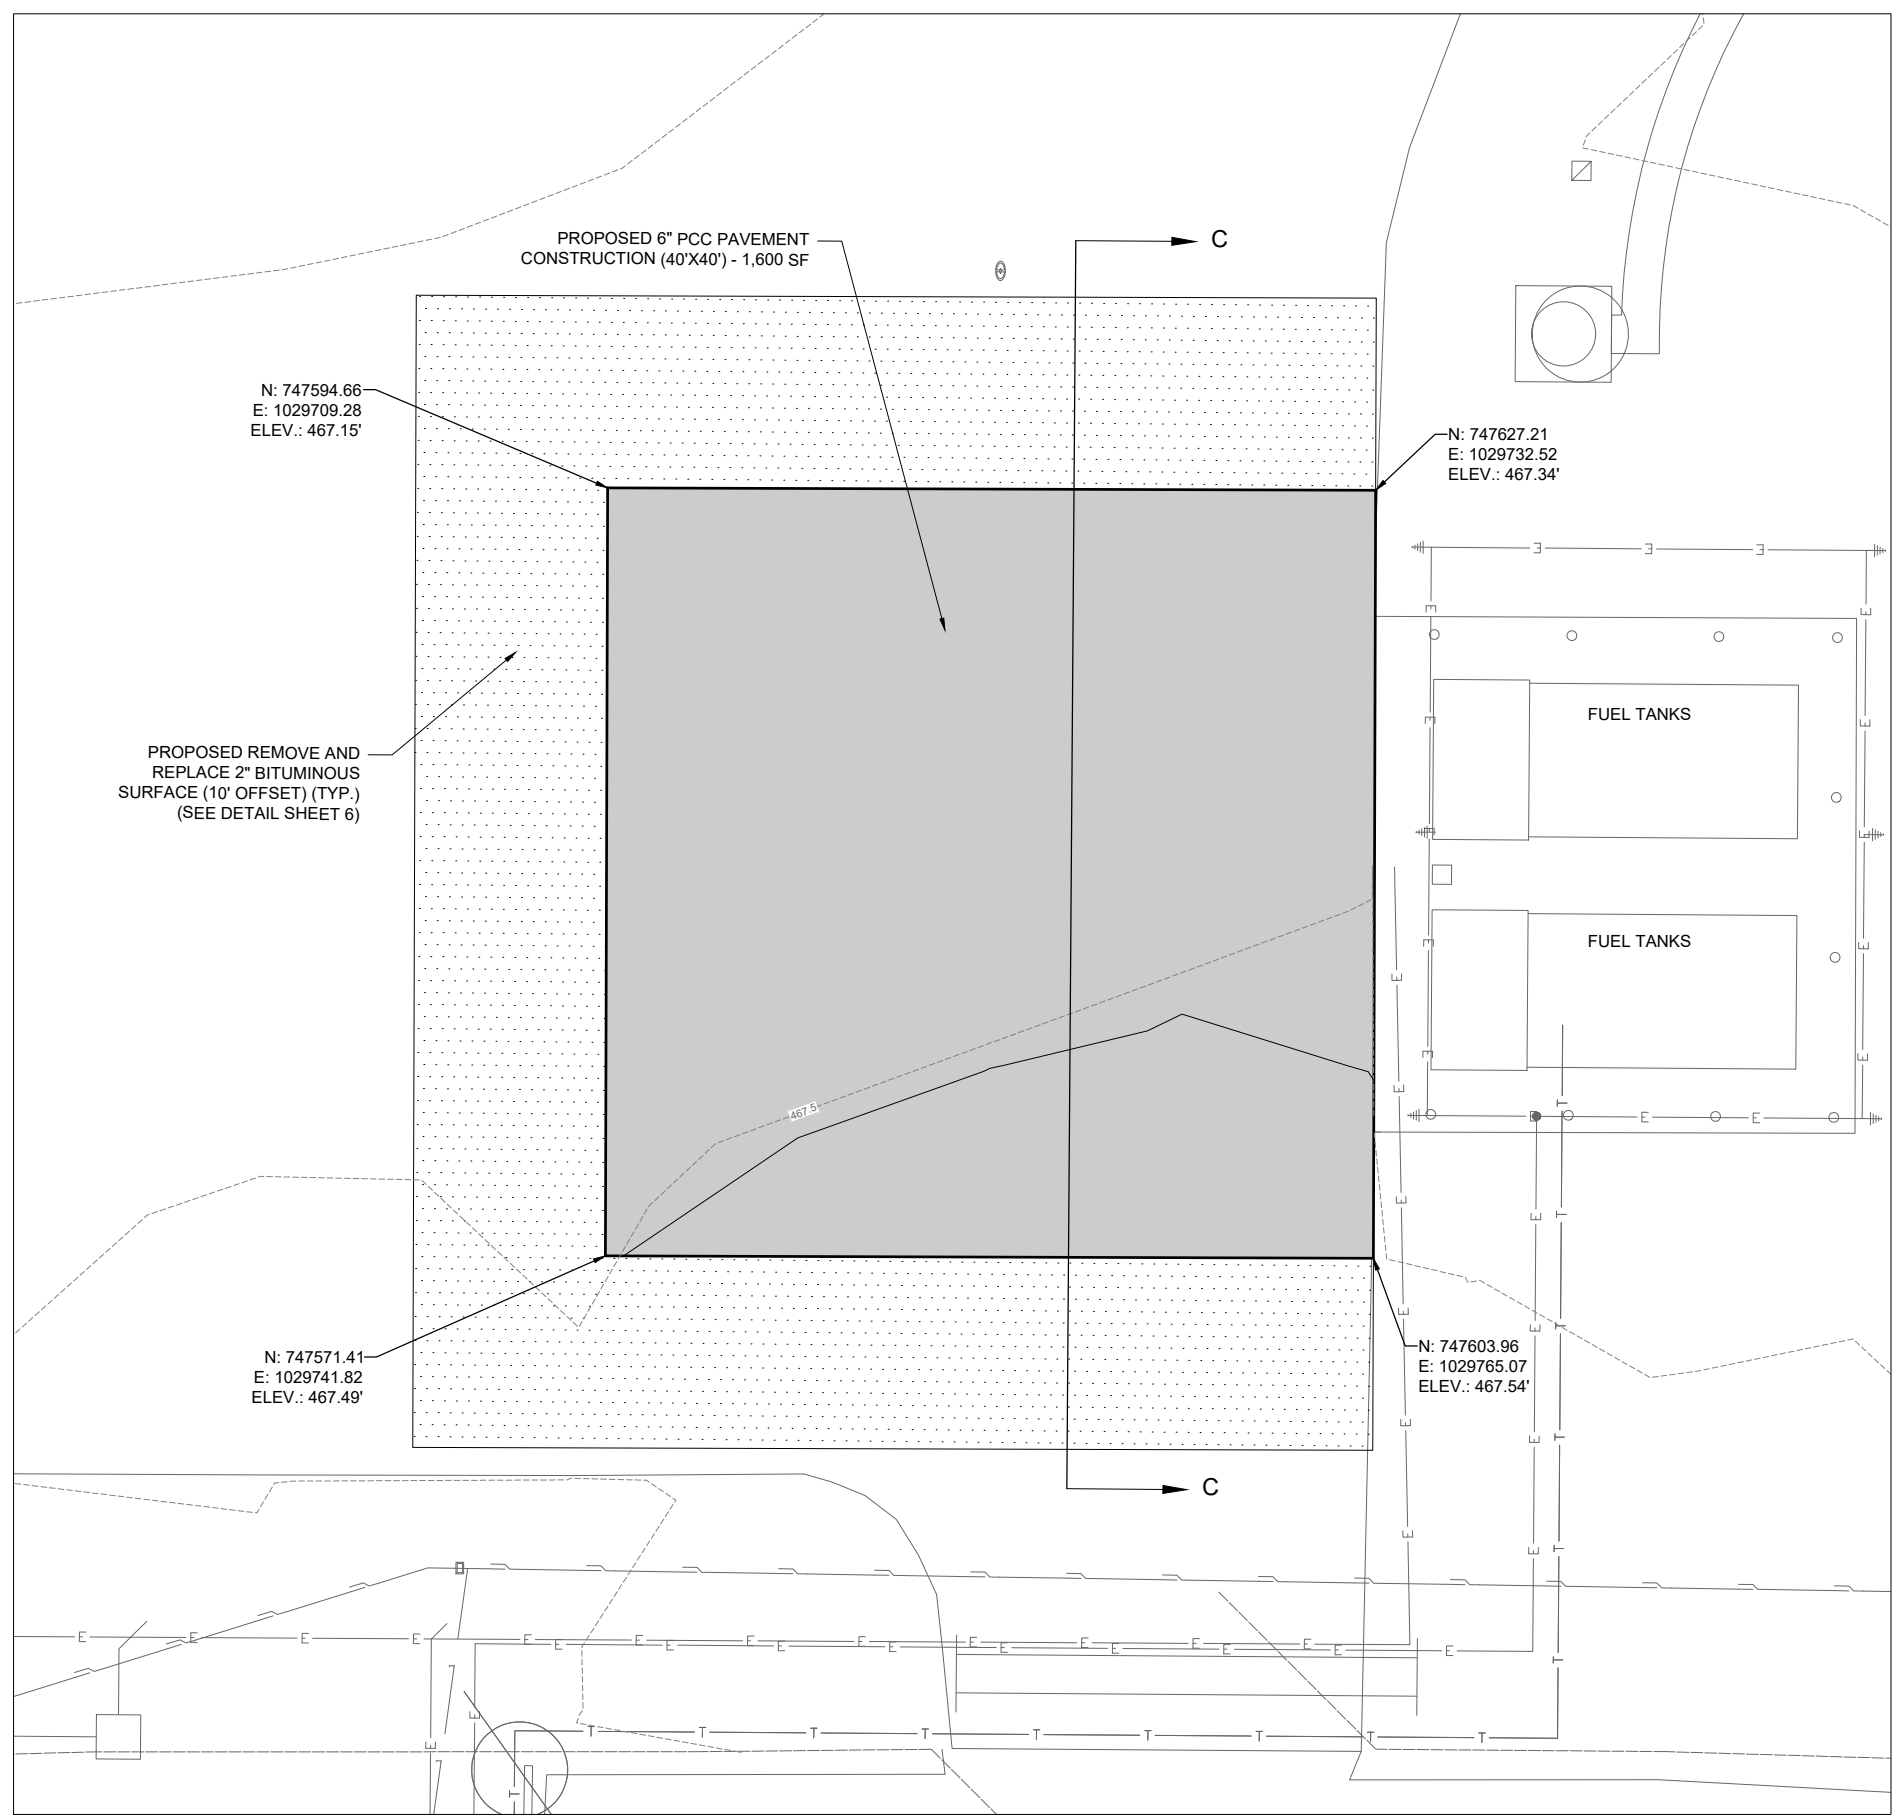 PROPOSED 6" PCC PAVEMENT
CONSTRUCTION (40'X40') - 1,600 SF
C
N: 747594.66
E: 1029709.28
ELEV.: 467.15'
N: 747627.21
E: 1029732.52
ELEV.: 467.34'
E E E
E E
FUEL TANKS
E E
PROPOSED REMOVE AND
REPLACE 2" BITUMINOUS
SURFACE (10' OFFSET) (TYP.)
(SEE DETAIL SHEET 6)
E E
FUEL TANKS
E E
E
E E
467.5
E T
E E E
E E T
N: 747571.41
E: 1029741.82
ELEV.: 467.49'
N: 747603.96
E: 1029765.07
ELEV.: 467.54'
E E T
E E T
C
E E T
E E E E E E E E E E E E
E E E E E E E E E
T
E
T T T T T T T T T
E
T